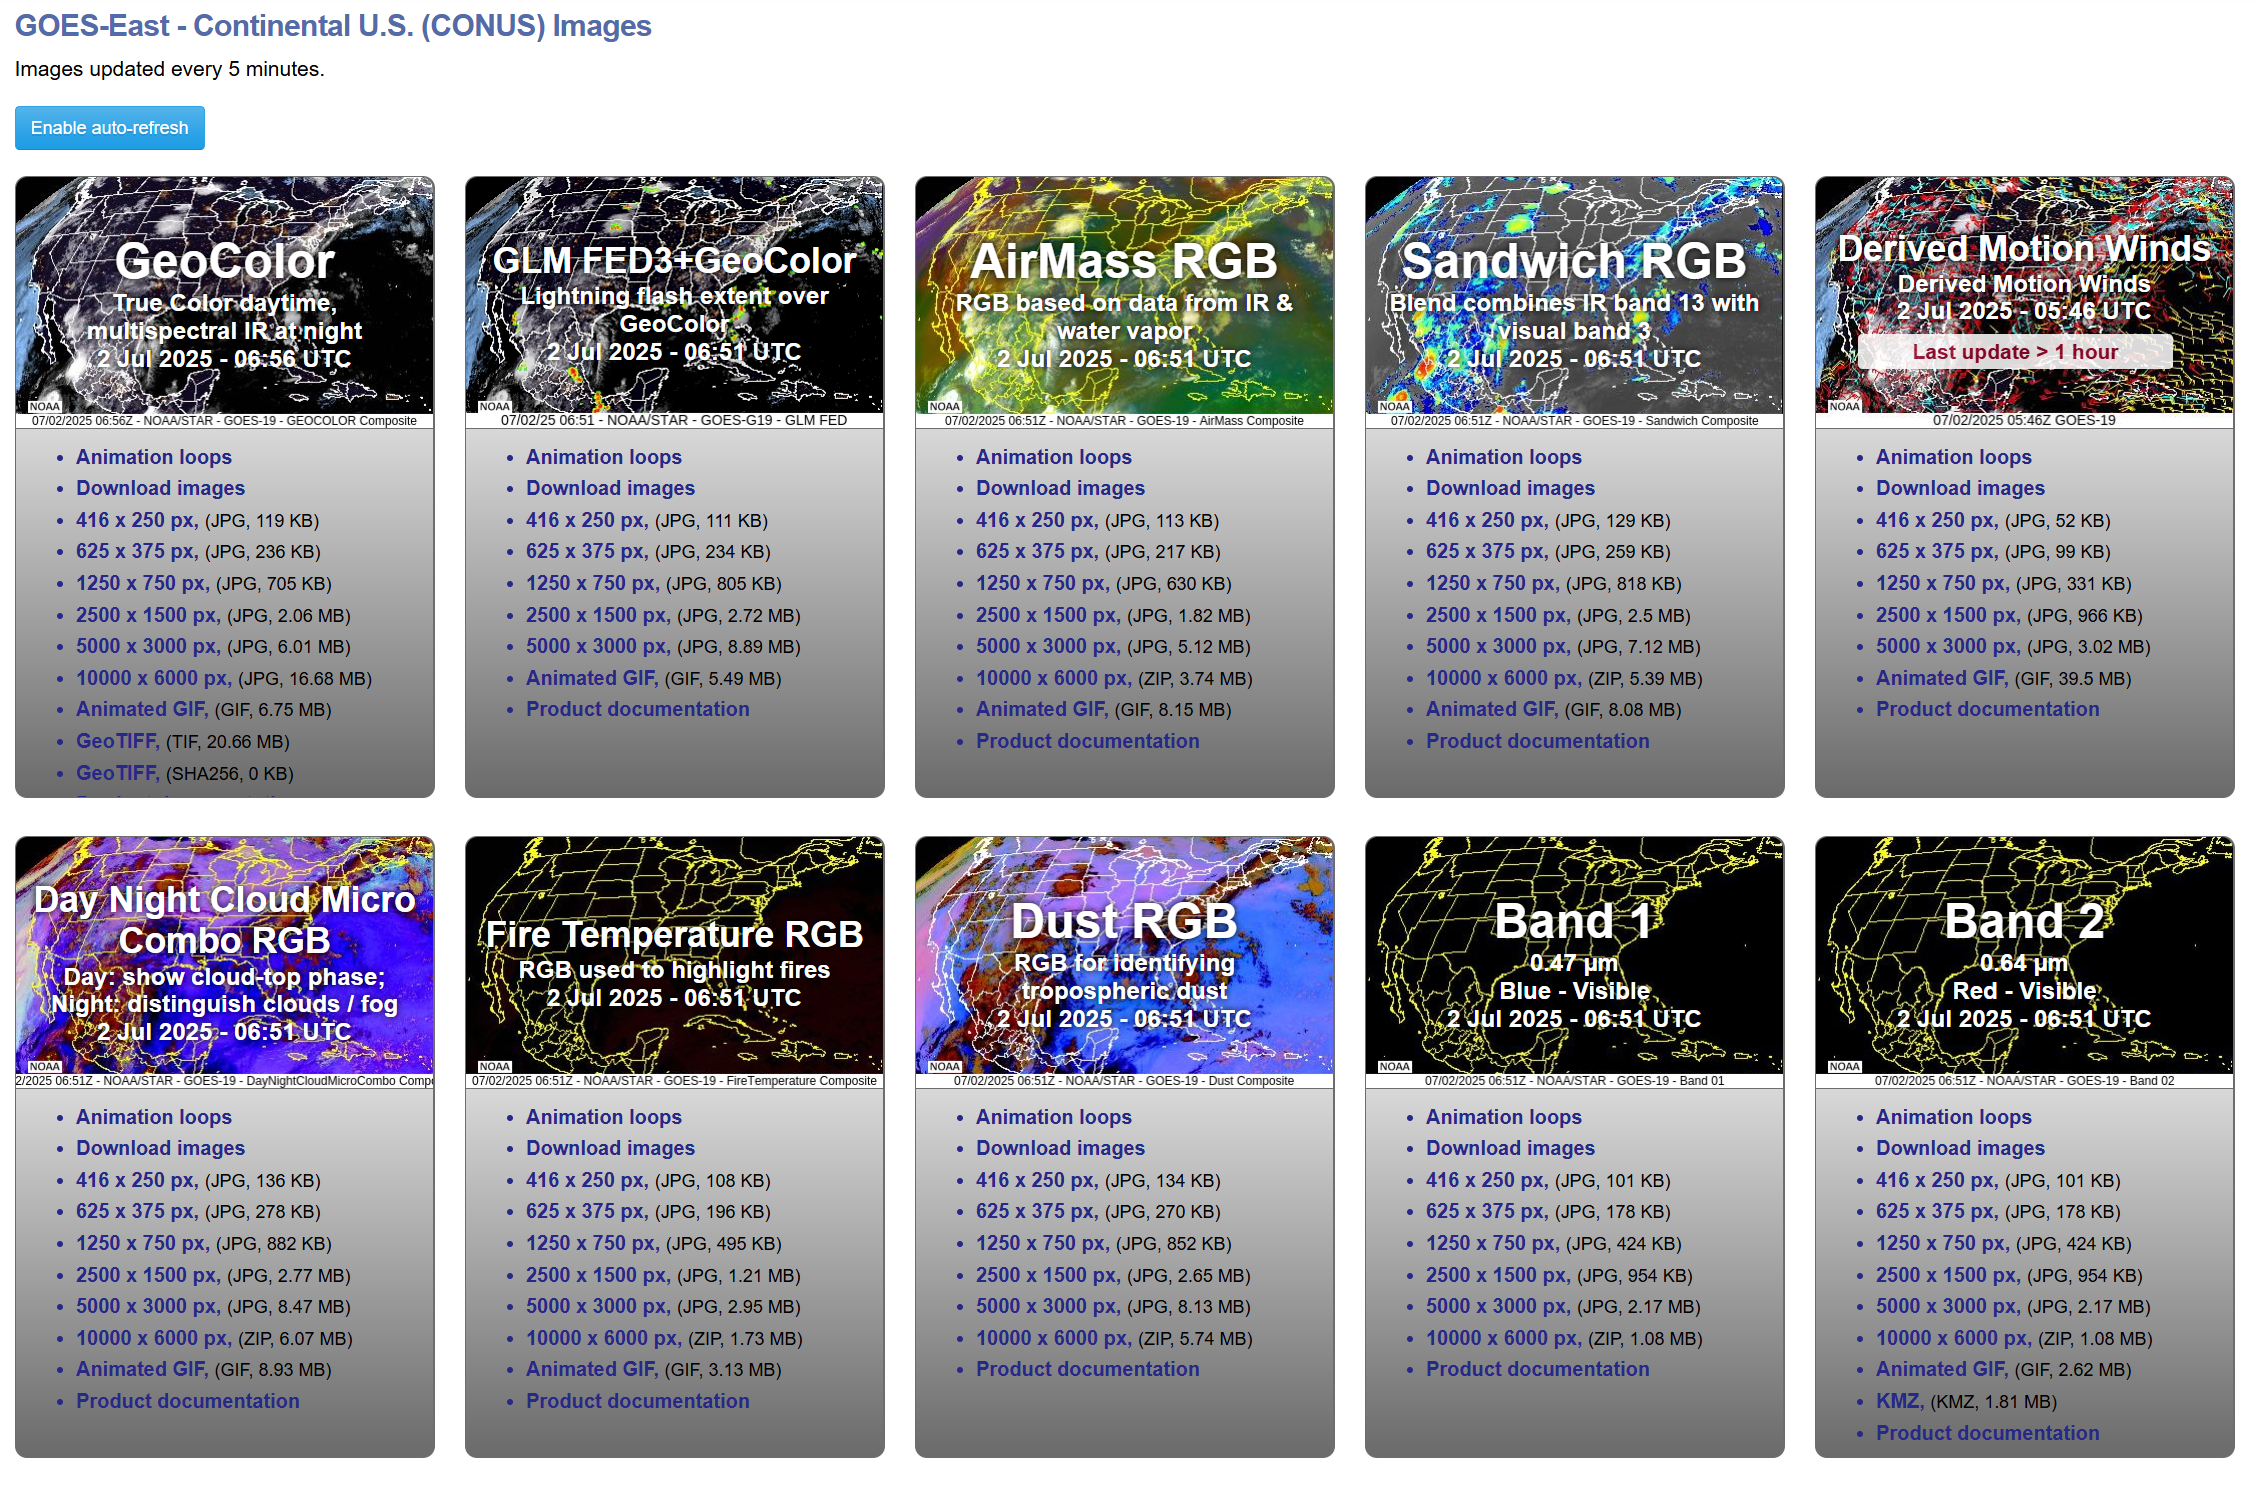 GOES-East - Continental U.S. (CONUS) Images
Images updated every 5 minutes.
Enable auto-refresh
GeoColor
True Color daytime,
multispectral IR at night
2 Jul 2025 - 06:56 UTC
NOAA
07/02/2025 06:56Z - NOAA/STAR - GOES-19 - GEOCOLOR Composite
Animation loops
Download images
416 x 250 px, (JPG, 119 KB)
625 x 375 px, (JPG, 236 KB)
1250 x 750 px, (JPG, 705 KB)
2500 x 1500 px, (JPG, 2.06 MB)
5000 x 3000 px, (JPG, 6.01 MB)
10000 x 6000 px, (JPG, 16.68 MB)
Animated GIF, (GIF, 6.75 MB)
GeoTIFF, (TIF, 20.66 MB)
GeoTIFF, (SHA256, 0 KB)
GLM FED3+GeoColor
Lightning flash extent over
GeoColor
2 Jul 2025 - 06:51 UTC
NOAA
07/02/25 06:51 - NOAA/STAR - GOES-G19 - GLM FED
Animation loops
Download images
416 x 250 px, (JPG, 111 KB)
625 x 375 px, (JPG, 234 KB)
1250 x 750 px, (JPG, 805 KB)
2500 x 1500 px, (JPG, 2.72 MB)
5000 x 3000 px, (JPG, 8.89 MB)
Animated GIF, (GIF, 5.49 MB)
Product documentation
AirMass RGB
RGB based on data from IR &
water vapor
2 Jul 2025 - 06:51 UTC
NOAA
07/02/2025 06:51Z - NOAA/STAR - GOES-19 - AirMass Composite
Animation loops
Download images
416 x 250 px, (JPG, 113 KB)
625 x 375 px, (JPG, 217 KB)
1250 x 750 px, (JPG, 630 KB)
2500 x 1500 px, (JPG, 1.82 MB)
5000 x 3000 px, (JPG, 5.12 MB)
10000 x 6000 px, (ZIP, 3.74 MB)
Animated GIF, (GIF, 8.15 MB)
Product documentation
Sandwich RGB
Blend combines IR band 13 with
visual band 3
2 Jul 2025 - 06:51 UTC
NOAA
07/02/2025 06:51Z - NOAA/STAR - GOES-19 - Sandwich Composite
Animation loops
Download images
416 x 250 px, (JPG, 129 KB)
625 x 375 px, (JPG, 259 KB)
1250 x 750 px, (JPG, 818 KB)
2500 x 1500 px, (JPG, 2.5 MB)
5000 x 3000 px, (JPG, 7.12 MB)
10000 x 6000 px, (ZIP, 5.39 MB)
Animated GIF, (GIF, 8.08 MB)
Product documentation
Derived Motion Winds
Derived Motion Winds
2 Jul 2025 - 05:46 UTC
Last update > 1 hour
NOAA
07/02/2025 05:46Z GOES-19
Animation loops
Download images
416 x 250 px, (JPG, 52 KB)
625 x 375 px, (JPG, 99 KB)
1250 x 750 px, (JPG, 331 KB)
2500 x 1500 px, (JPG, 966 KB)
5000 x 3000 px, (JPG, 3.02 MB)
Animated GIF, (GIF, 39.5 MB)
Product documentation
Day Night Cloud Micro
Combo RGB
Day: show cloud-top phase;
Night: distinguish clouds / fog
2 Jul 2025 - 06:51 UTC
NOAA
2/2025 06:51Z - NOAA/STAR - GOES-19 - DayNightCloudMicroCombo Compo
Animation loops
Download images
416 x 250 px, (JPG, 136 KB)
625 x 375 px, (JPG, 278 KB)
1250 x 750 px, (JPG, 882 KB)
2500 x 1500 px, (JPG, 2.77 MB)
5000 x 3000 px, (JPG, 8.47 MB)
10000 x 6000 px, (ZIP, 6.07 MB)
Animated GIF, (GIF, 8.93 MB)
Product documentation
Fire Temperature RGB
RGB used to highlight fires
2 Jul 2025 - 06:51 UTC
NOAA
07/02/2025 06:51Z - NOAA/STAR - GOES-19 - FireTemperature Composite
Animation loops
Download images
416 x 250 px, (JPG, 108 KB)
625 x 375 px, (JPG, 196 KB)
1250 x 750 px, (JPG, 495 KB)
2500 x 1500 px, (JPG, 1.21 MB)
5000 x 3000 px, (JPG, 2.95 MB)
10000 x 6000 px, (ZIP, 1.73 MB)
Animated GIF, (GIF, 3.13 MB)
Product documentation
Dust RGB
RGB for identifying
tropospheric dust
2 Jul 2025 - 06:51 UTC
NOAA
07/02/2025 06:51Z - NOAA/STAR - GOES-19 - Dust Composite
Animation loops
Download images
416 x 250 px, (JPG, 134 KB)
625 x 375 px, (JPG, 270 KB)
1250 x 750 px, (JPG, 852 KB)
2500 x 1500 px, (JPG, 2.65 MB)
5000 x 3000 px, (JPG, 8.13 MB)
10000 x 6000 px, (ZIP, 5.74 MB)
Product documentation
Band 1
0.47 µm
Blue - Visible
2 Jul 2025 - 06:51 UTC
NOAA
07/02/2025 06:51Z - NOAA/STAR - GOES-19 - Band 01
Animation loops
Download images
416 x 250 px, (JPG, 101 KB)
625 x 375 px, (JPG, 178 KB)
1250 x 750 px, (JPG, 424 KB)
2500 x 1500 px, (JPG, 954 KB)
5000 x 3000 px, (JPG, 2.17 MB)
10000 x 6000 px, (ZIP, 1.08 MB)
Product documentation
Band 2
0.64 µm
Red - Visible
2 Jul 2025 - 06:51 UTC
NOAA
07/02/2025 06:51Z - NOAA/STAR - GOES-19 - Band 02
Animation loops
Download images
416 x 250 px, (JPG, 101 KB)
625 x 375 px, (JPG, 178 KB)
1250 x 750 px, (JPG, 424 KB)
2500 x 1500 px, (JPG, 954 KB)
5000 x 3000 px, (JPG, 2.17 MB)
10000 x 6000 px, (ZIP, 1.08 MB)
Animated GIF, (GIF, 2.62 MB)
KMZ, (KMZ, 1.81 MB)
Product documentation